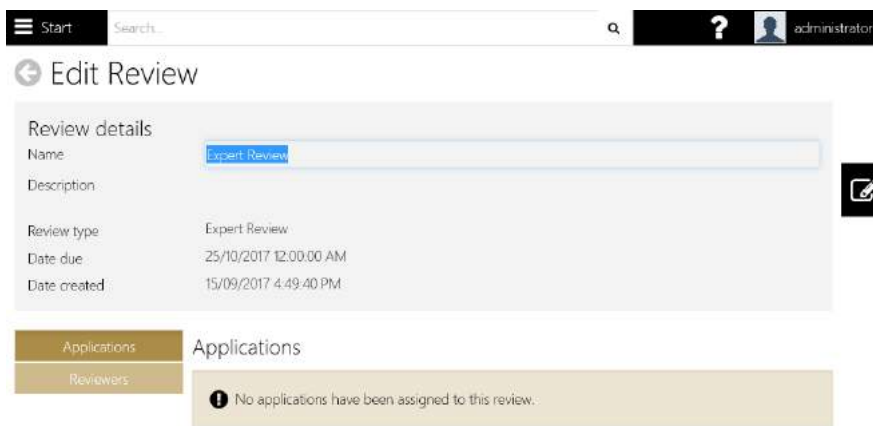 Start Search... ? administrator
Edit Review
Review details
Name Expert Review
Description
Review type Expert Review
Date due 25/10/2017 12:00:00 AM
Date created 15/09/2017 4:49:40 PM
Applications Applications
Reviewers
No applications have been assigned to this review.